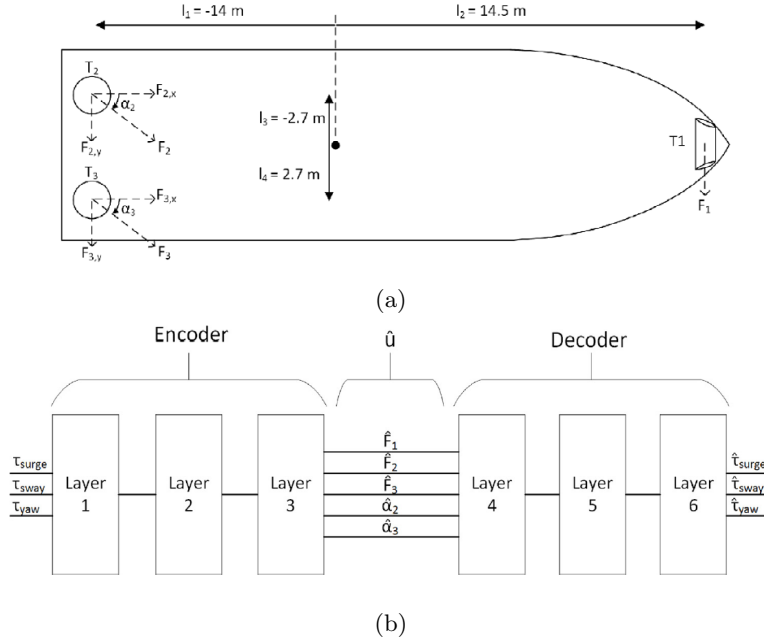 l₁ = -14 m
l₂ = 14.5 m
T₂
F₂,ₓ
α₂
F₂,y
F₂
l₃ = -2.7 m
l₄ = 2.7 m
T1
F₁
T₃
F₃,ₓ
α₃
F₃,y
F₃
(a)
Encoder
û
Decoder
τsurge
τsway
τyaw
Layer
1
Layer
2
Layer
3
F̂₁
F̂₂
F̂₃
α̂₂
α̂₃
Layer
4
Layer
5
Layer
6
τ̂surge
τ̂sway
τ̂yaw
(b)